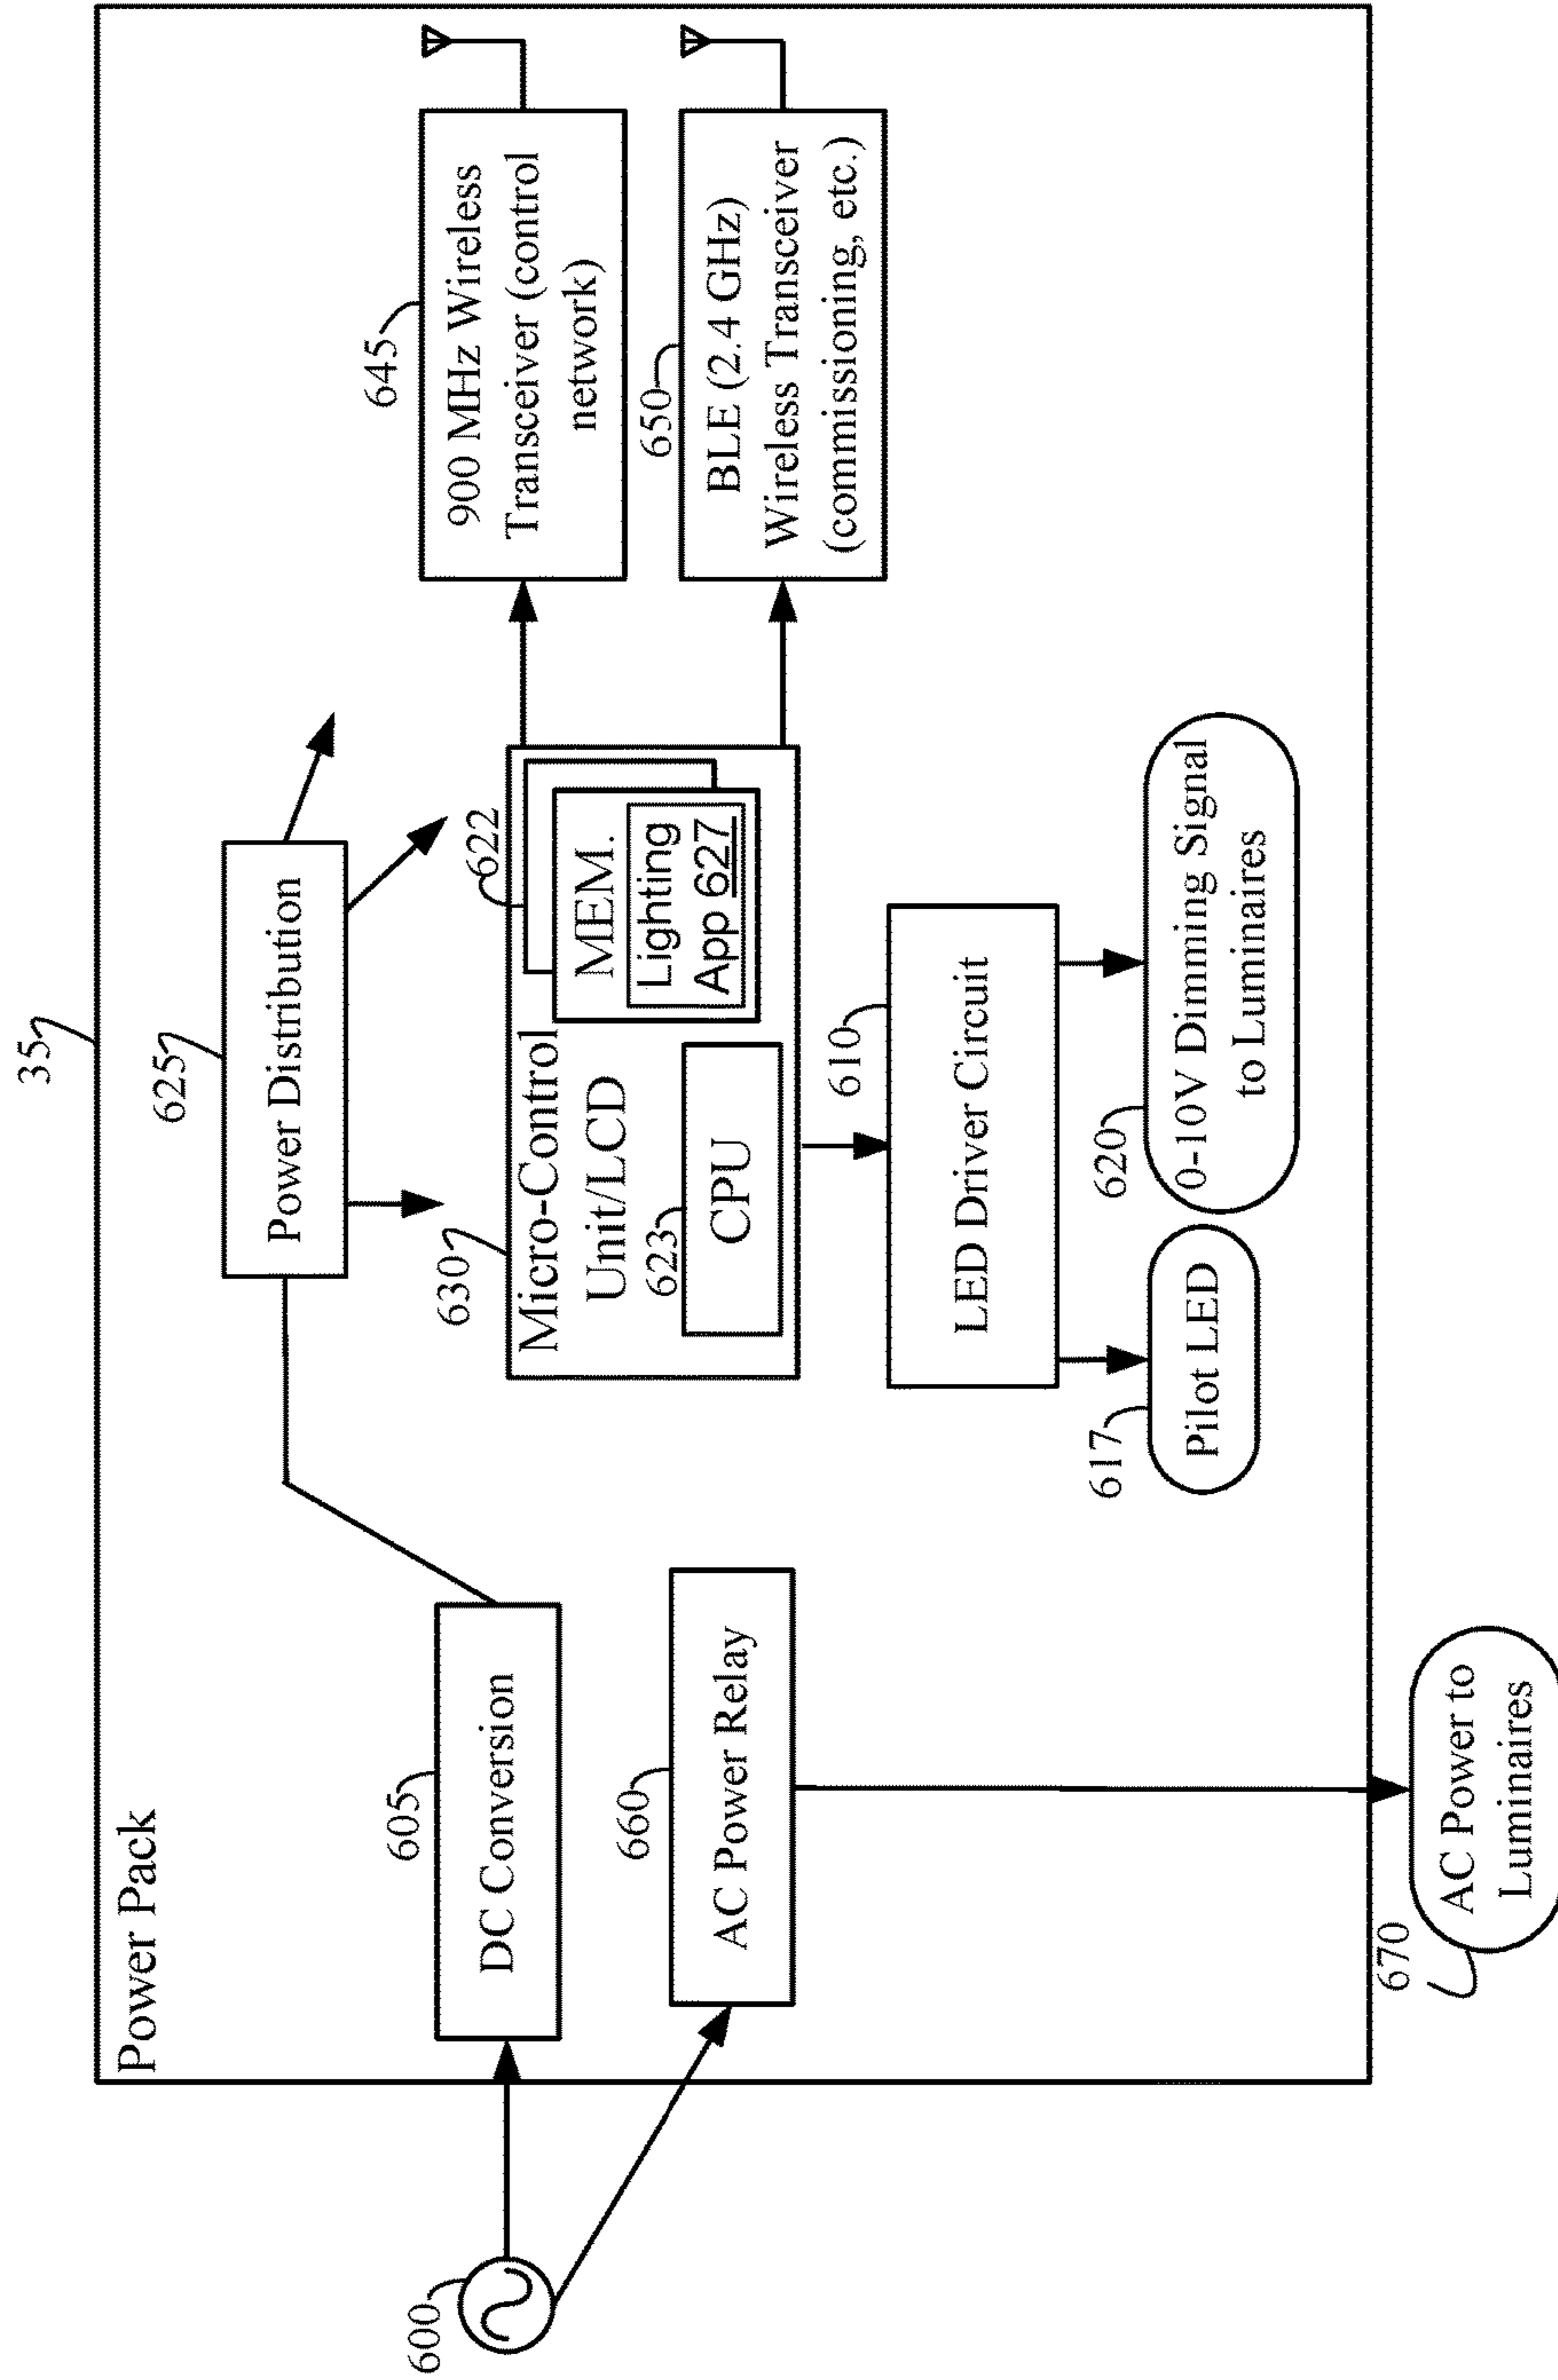 35
Power Pack
625
Power Distribution
645
900 MHz Wireless
Transceiver (control
network)
650
BLE (2.4 GHz)
Wireless Transceiver
(commissioning, etc.)
630
Micro-Control
Unit/LCD
622
MEM.
Lighting
App 627
623
CPU
605
DC Conversion
600
660
AC Power Relay
610
LED Driver Circuit
617
Pilot LED
620
0-10V Dimming Signal
to Luminaires
670
AC Power to
Luminaires